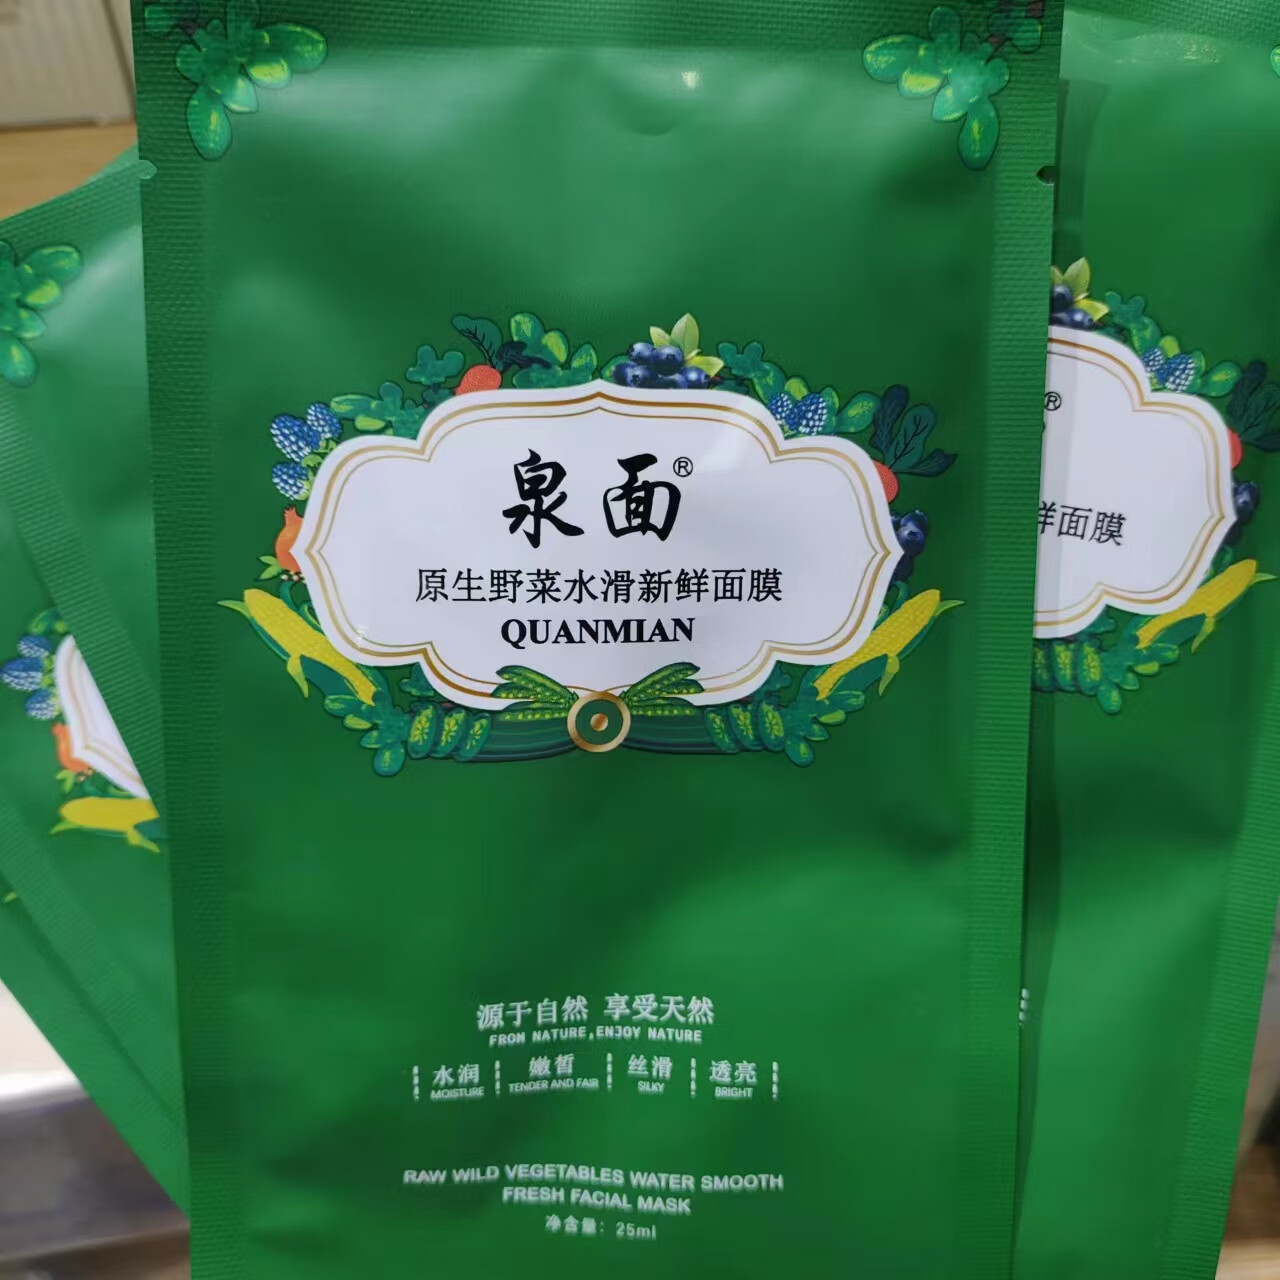 泉面®
原生野菜水滑新鲜面膜
QUANMIAN
®
鲜面膜
源于自然 享受天然
FROM NATURE,ENJOY NATURE
水润 嫩皙 丝滑 透亮
MOISTURE TENDER AND FAIR SILKY BRIGHT
RAW WILD VEGETABLES WATER SMOOTH
FRESH FACIAL MASK
净含量：25ml